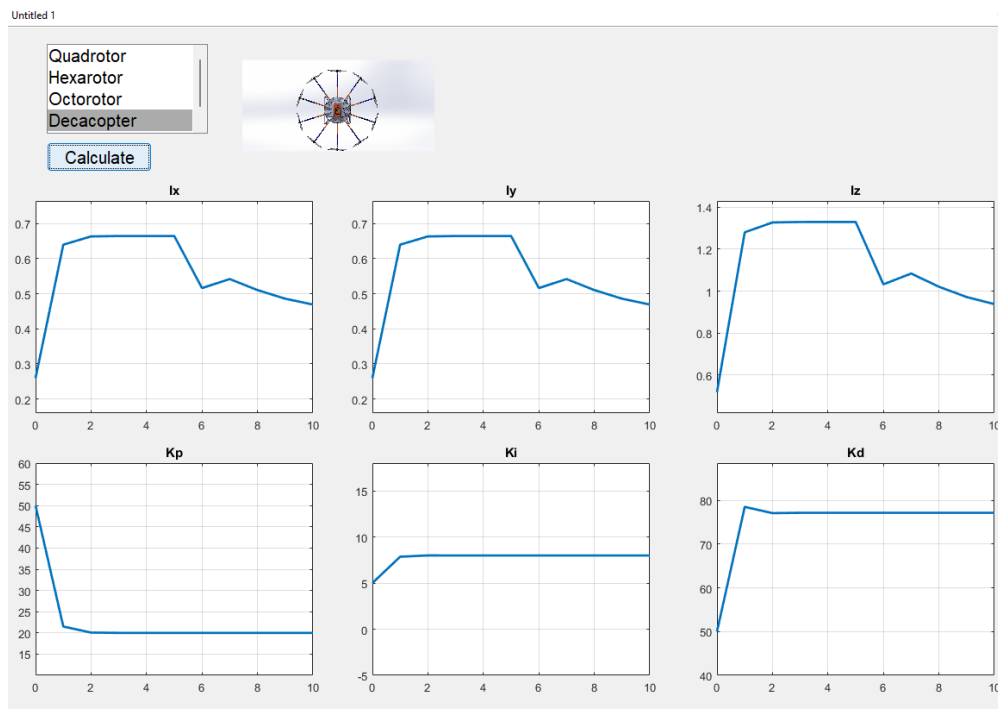 Untitled 1
Quadrotor
Hexarotor
Octorotor
Decacopter
Calculate
Ix
0.7
0.6
0.5
0.4
0.3
0.2
0 2 4 6 8 10
Iy
0.7
0.6
0.5
0.4
0.3
0.2
0 2 4 6 8 10
Iz
1.4
1.2
1
0.8
0.6
0 2 4 6 8 10
Kp
60
55
50
45
40
35
30
25
20
15
0 2 4 6 8 10
Ki
15
10
5
0
-5
0 2 4 6 8 10
Kd
80
70
60
50
40
0 2 4 6 8 10